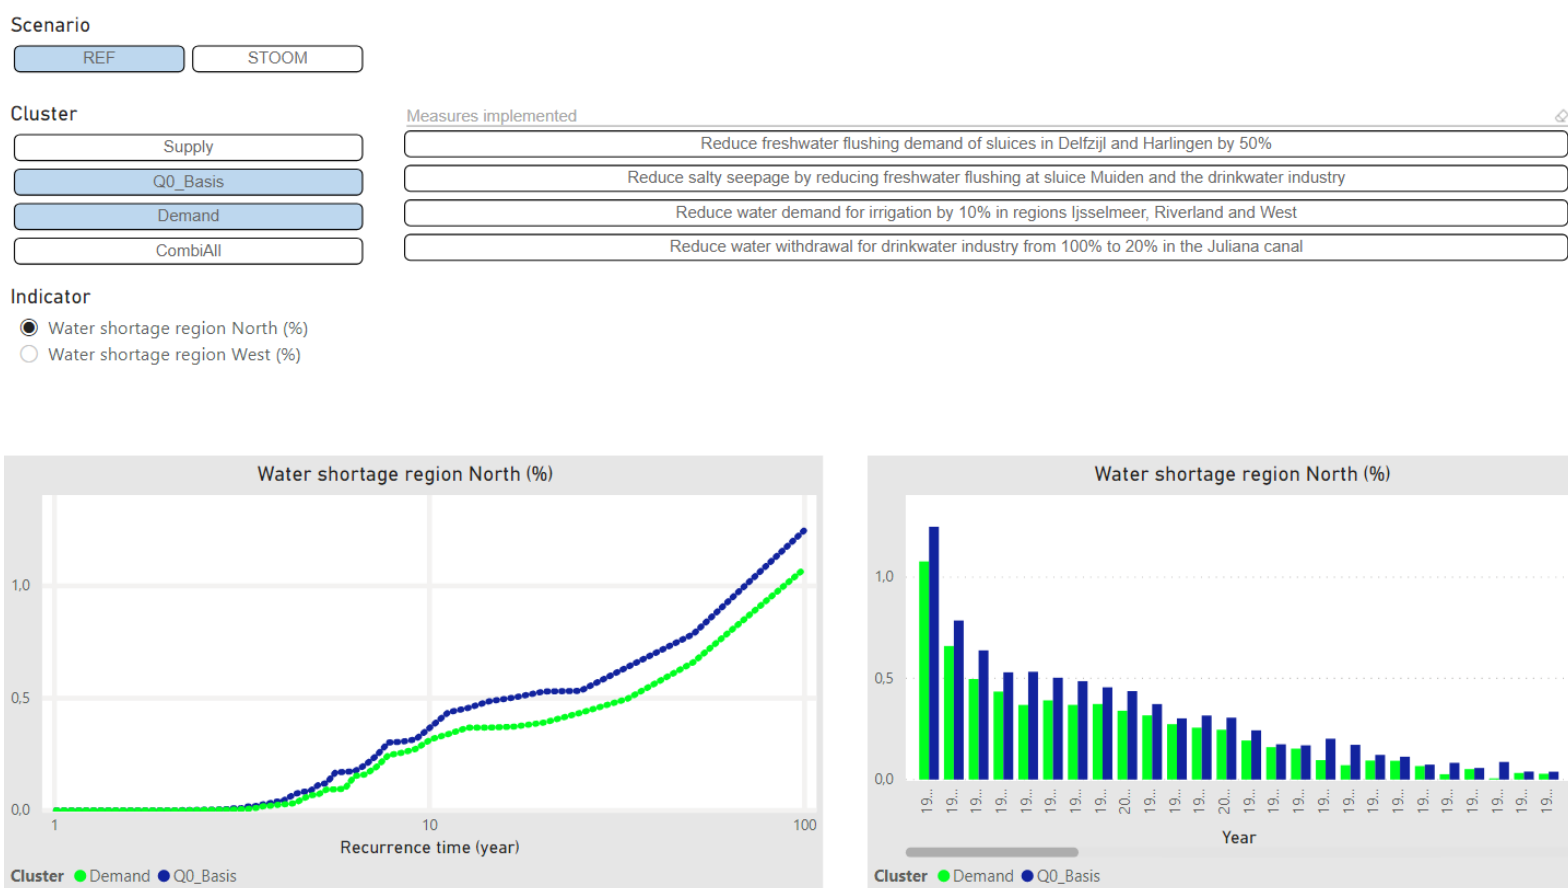 Scenario
REF STOOM
Cluster
Measures implemented
Supply
Q0_Basis
Demand
CombiAll
Reduce freshwater flushing demand of sluices in Delfzijl and Harlingen by 50%
Reduce salty seepage by reducing freshwater flushing at sluice Muiden and the drinkwater industry
Reduce water demand for irrigation by 10% in regions Ijsselmeer, Riverland and West
Reduce water withdrawal for drinkwater industry from 100% to 20% in the Juliana canal
Indicator
Water shortage region North (%)
Water shortage region West (%)
Water shortage region North (%)
1,0
0,5
0,0
1 10 100
Recurrence time (year)
Cluster Demand Q0_Basis
Water shortage region North (%)
1,0
0,5
0,0
19... 19... 19... 19... 19... 19... 19... 19... 20... 19... 19... 19... 20... 19... 19... 19... 19... 19... 19... 19... 19... 19... 19... 19... 19... 19...
Year
Cluster Demand Q0_Basis